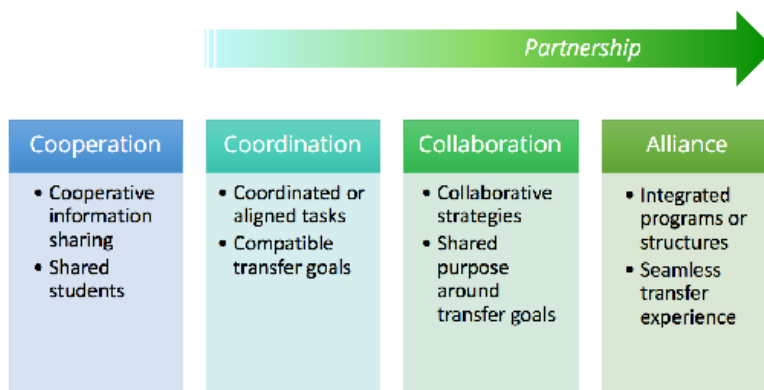 Partnership
Cooperation
• Cooperative
information
sharing
• Shared
students
Coordination
• Coordinated or
aligned tasks
• Compatible
transfer goals
Collaboration
• Collaborative
strategies
• Shared
purpose
around
transfer goals
Alliance
• Integrated
programs or
structures
• Seamless
transfer
experience